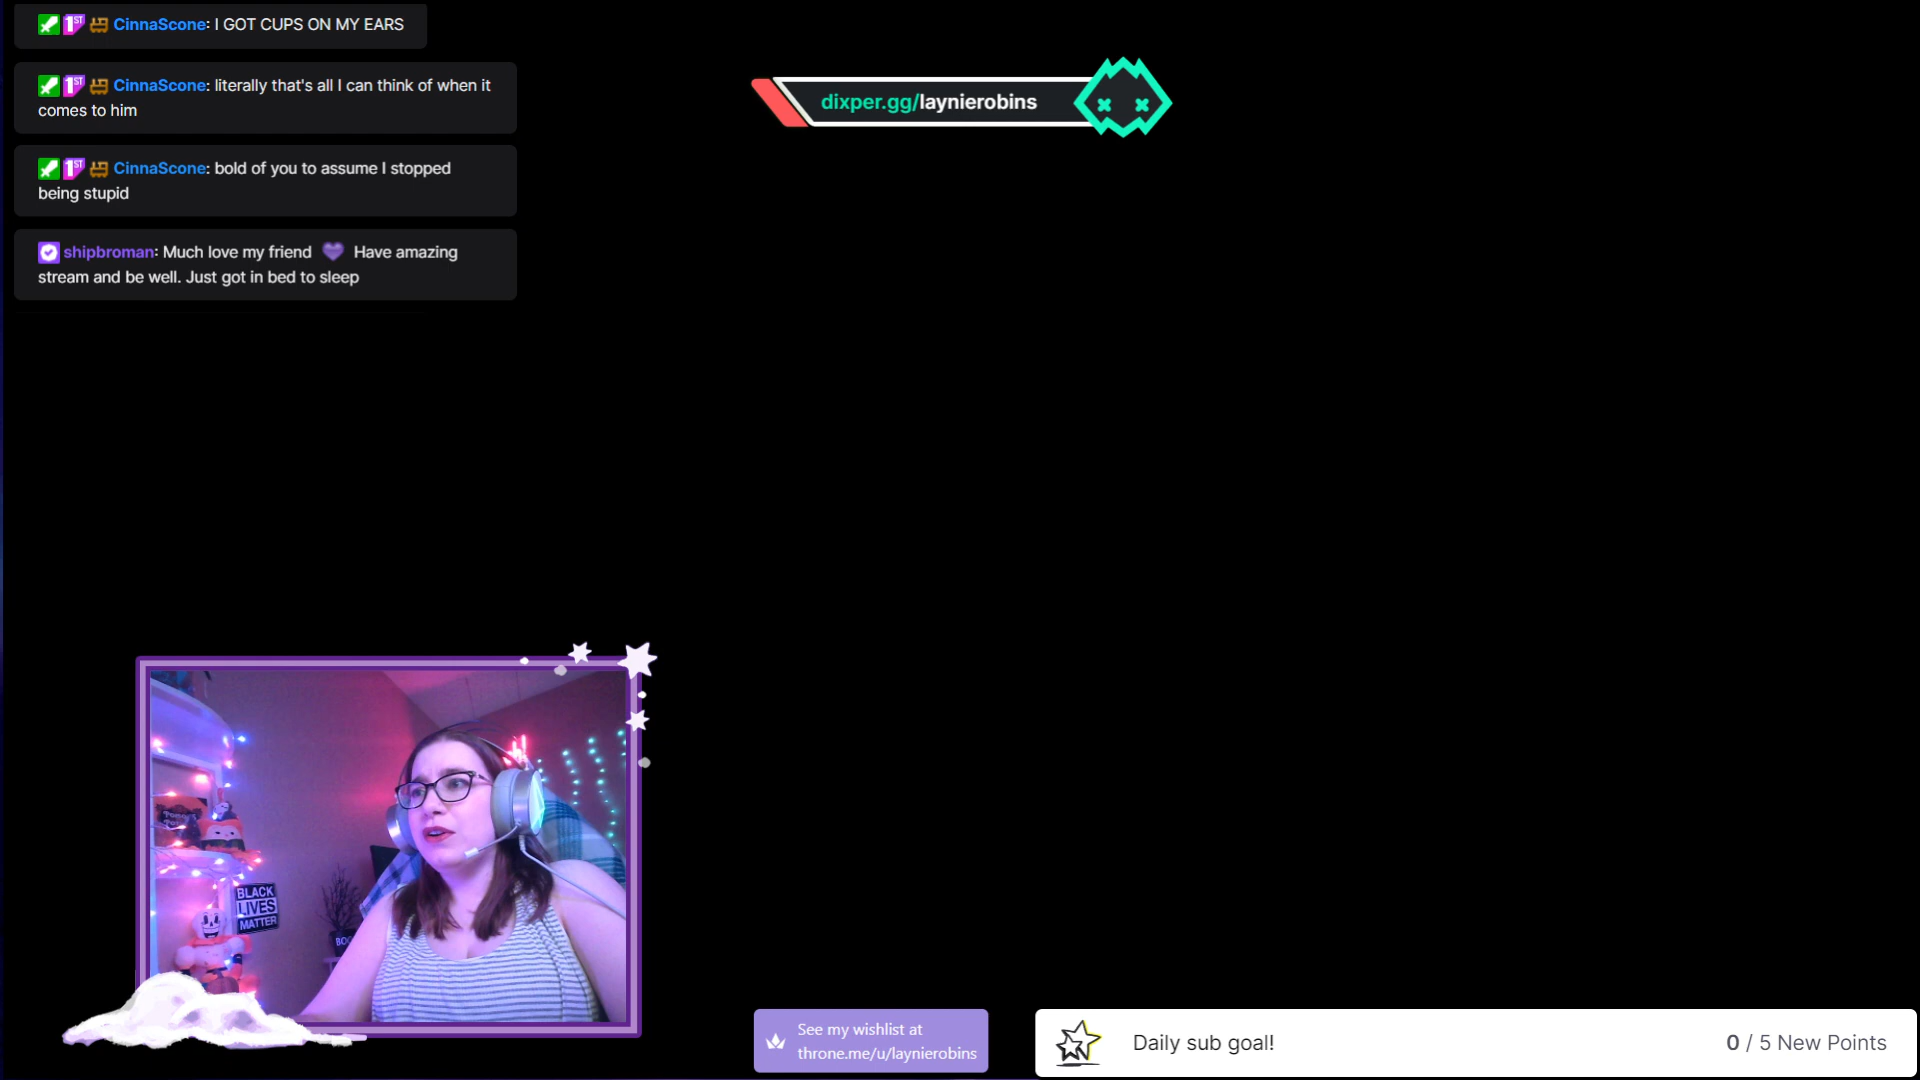 CinnaScone: I GOT CUPS ON MY EARS
CinnaScone: literally that's all I can think of when it
comes to him
CinnaScone: bold of you to assume I stopped
being stupid
shipbroman: Much love my friend 💜 Have amazing
stream and be well. Just got in bed to sleep
dixper.gg/laynierobins
BLACK
LIVES
MATTER
See my wishlist at
throne.me/u/laynierobins
Daily sub goal!
0 / 5 New Points